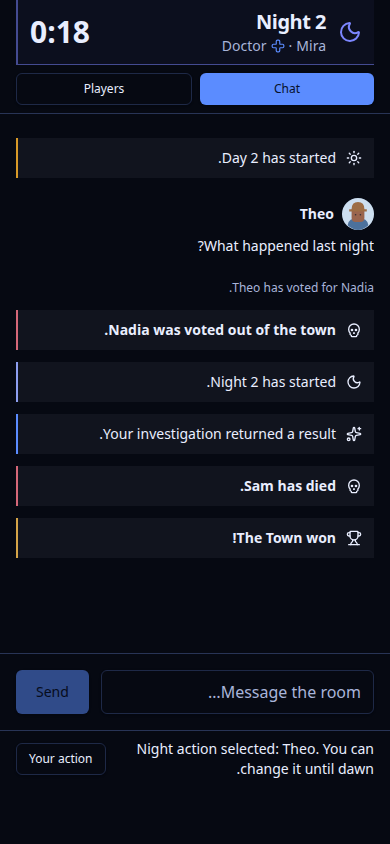 0:18
Night 2
Doctor · Mira
Players
Chat
.Day 2 has started
Theo
?What happened last night
.Theo has voted for Nadia
.Nadia was voted out of the town
.Night 2 has started
.Your investigation returned a result
.Sam has died
!The Town won
Send
...Message the room
Your action
Night action selected: Theo. You can
.change it until dawn